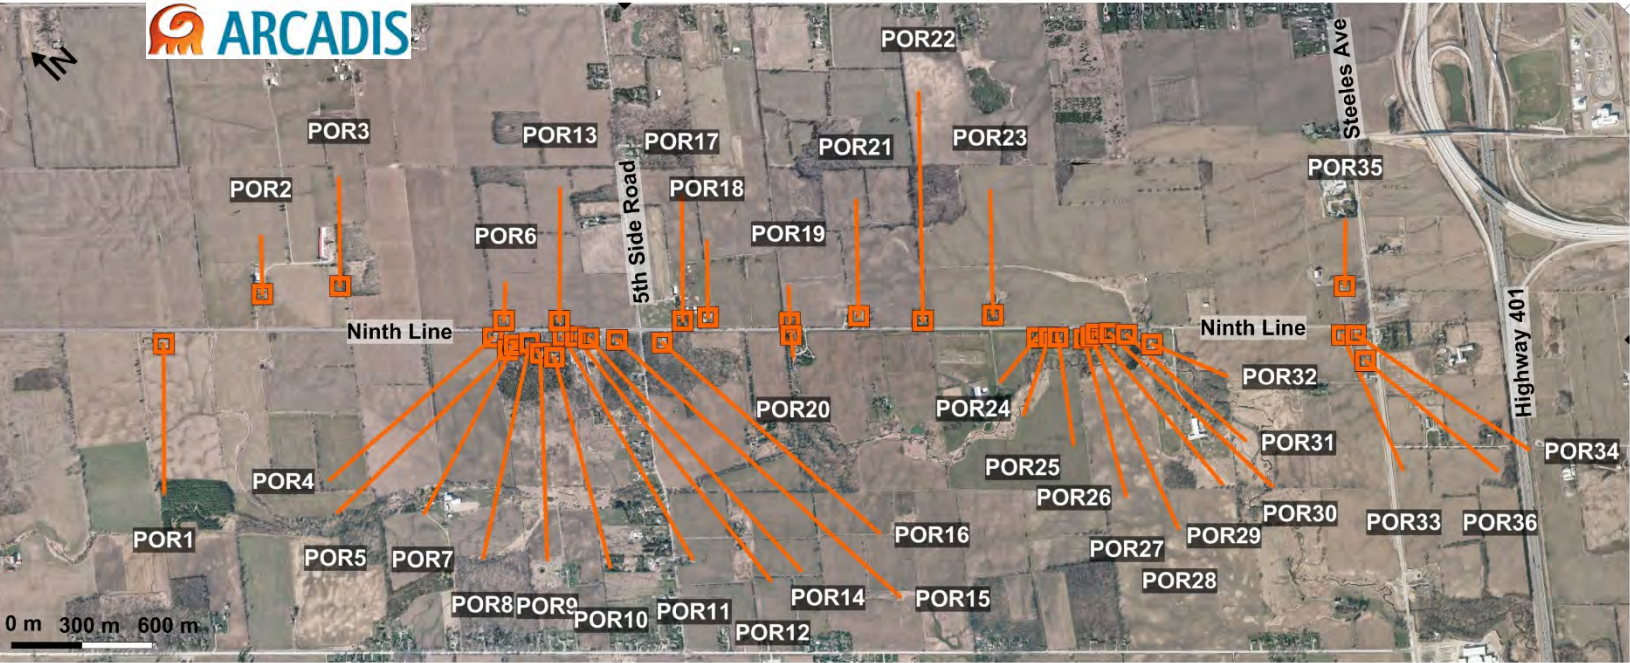 ARCADIS
N
POR22
Steeles Ave
POR3
POR13
POR17
POR21
POR23
POR35
POR2
POR18
5th Side Road
POR6
POR19
Ninth Line
Ninth Line
Highway 401
POR32
POR20
POR24
POR31
POR34
POR4
POR25
POR26
POR30
POR33
POR36
POR1
POR16
POR29
POR5
POR7
POR27
POR28
POR8
POR9
POR10
POR11
POR14
POR15
POR12
0 m 300 m 600 m